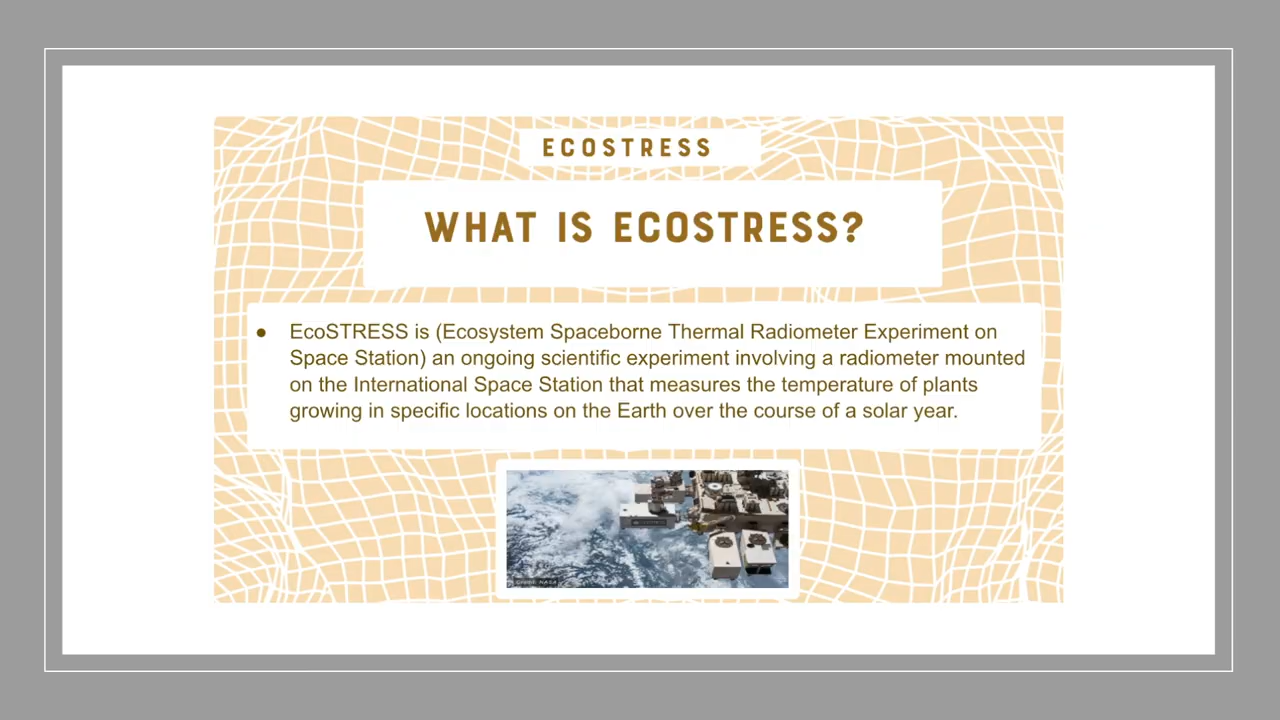 ECOSTRESS
WHAT IS ECOSTRESS?
● EcoSTRESS is (Ecosystem Spaceborne Thermal Radiometer Experiment on
Space Station) an ongoing scientific experiment involving a radiometer mounted
on the International Space Station that measures the temperature of plants
growing in specific locations on the Earth over the course of a solar year.